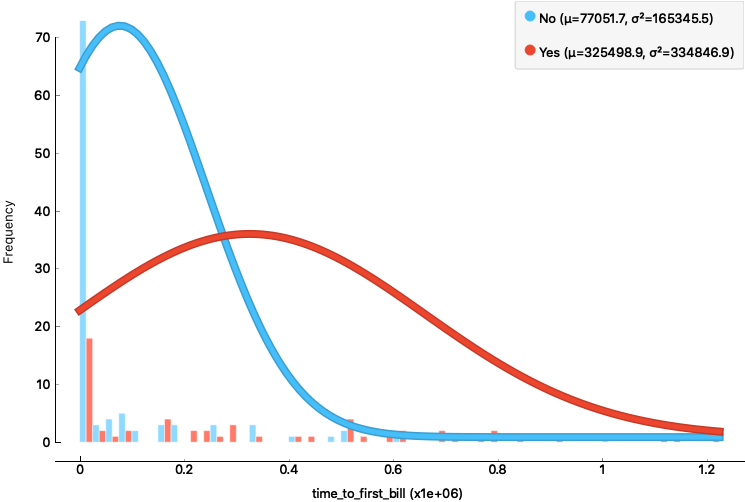 No (μ=77051.7, σ²=165345.5)
Yes (μ=325498.9, σ²=334846.9)
Frequency
70
60
50
40
30
20
10
0
0 0.2 0.4 0.6 0.8 1 1.2
time_to_first_bill (x1e+06)